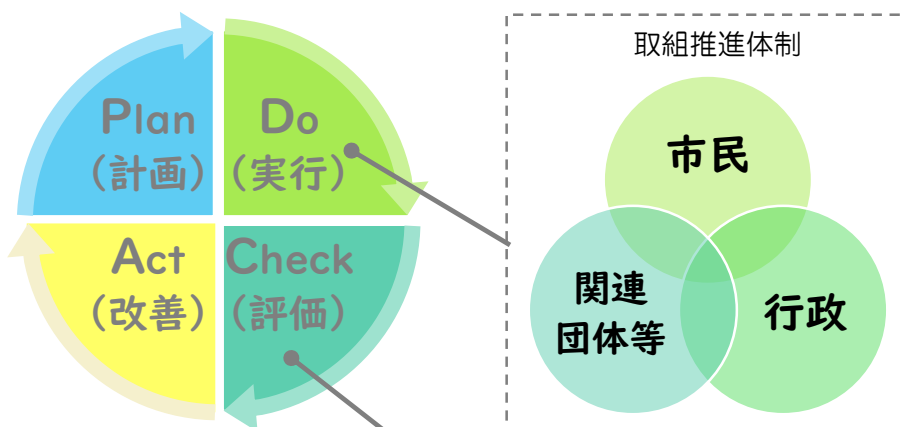 Plan
(計画)
Do
(実行)
Act
(改善)
Check
(評価)
取組推進体制
市民
関連
団体等
行政